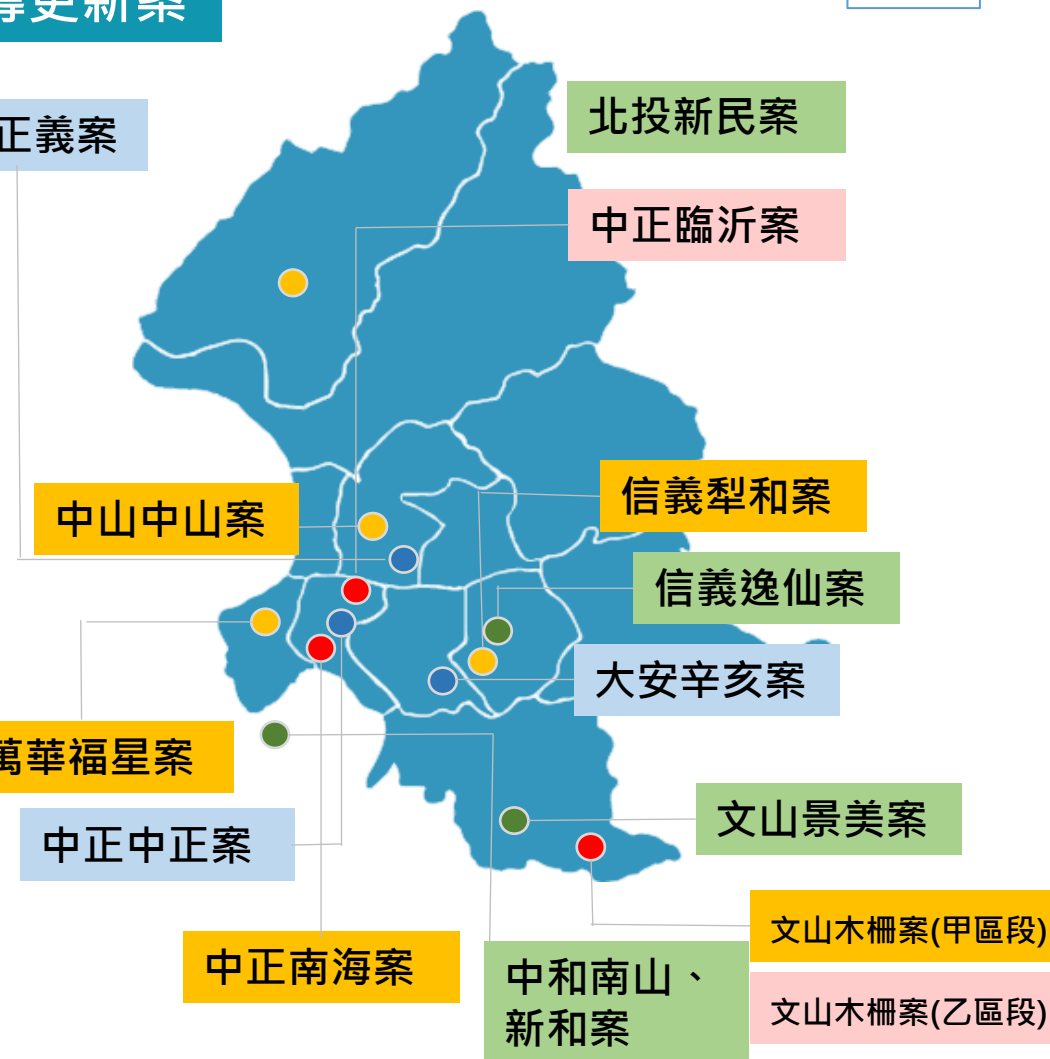 更新案
正義案
北投新民案
中正臨沂案
中山中山案
信義犁和案
信義逸仙案
大安辛亥案
萬華福星案
中正中正案
文山景美案
中正南海案
中和南山、
新和案
文山木柵案(甲區段)
文山木柵案(乙區段)